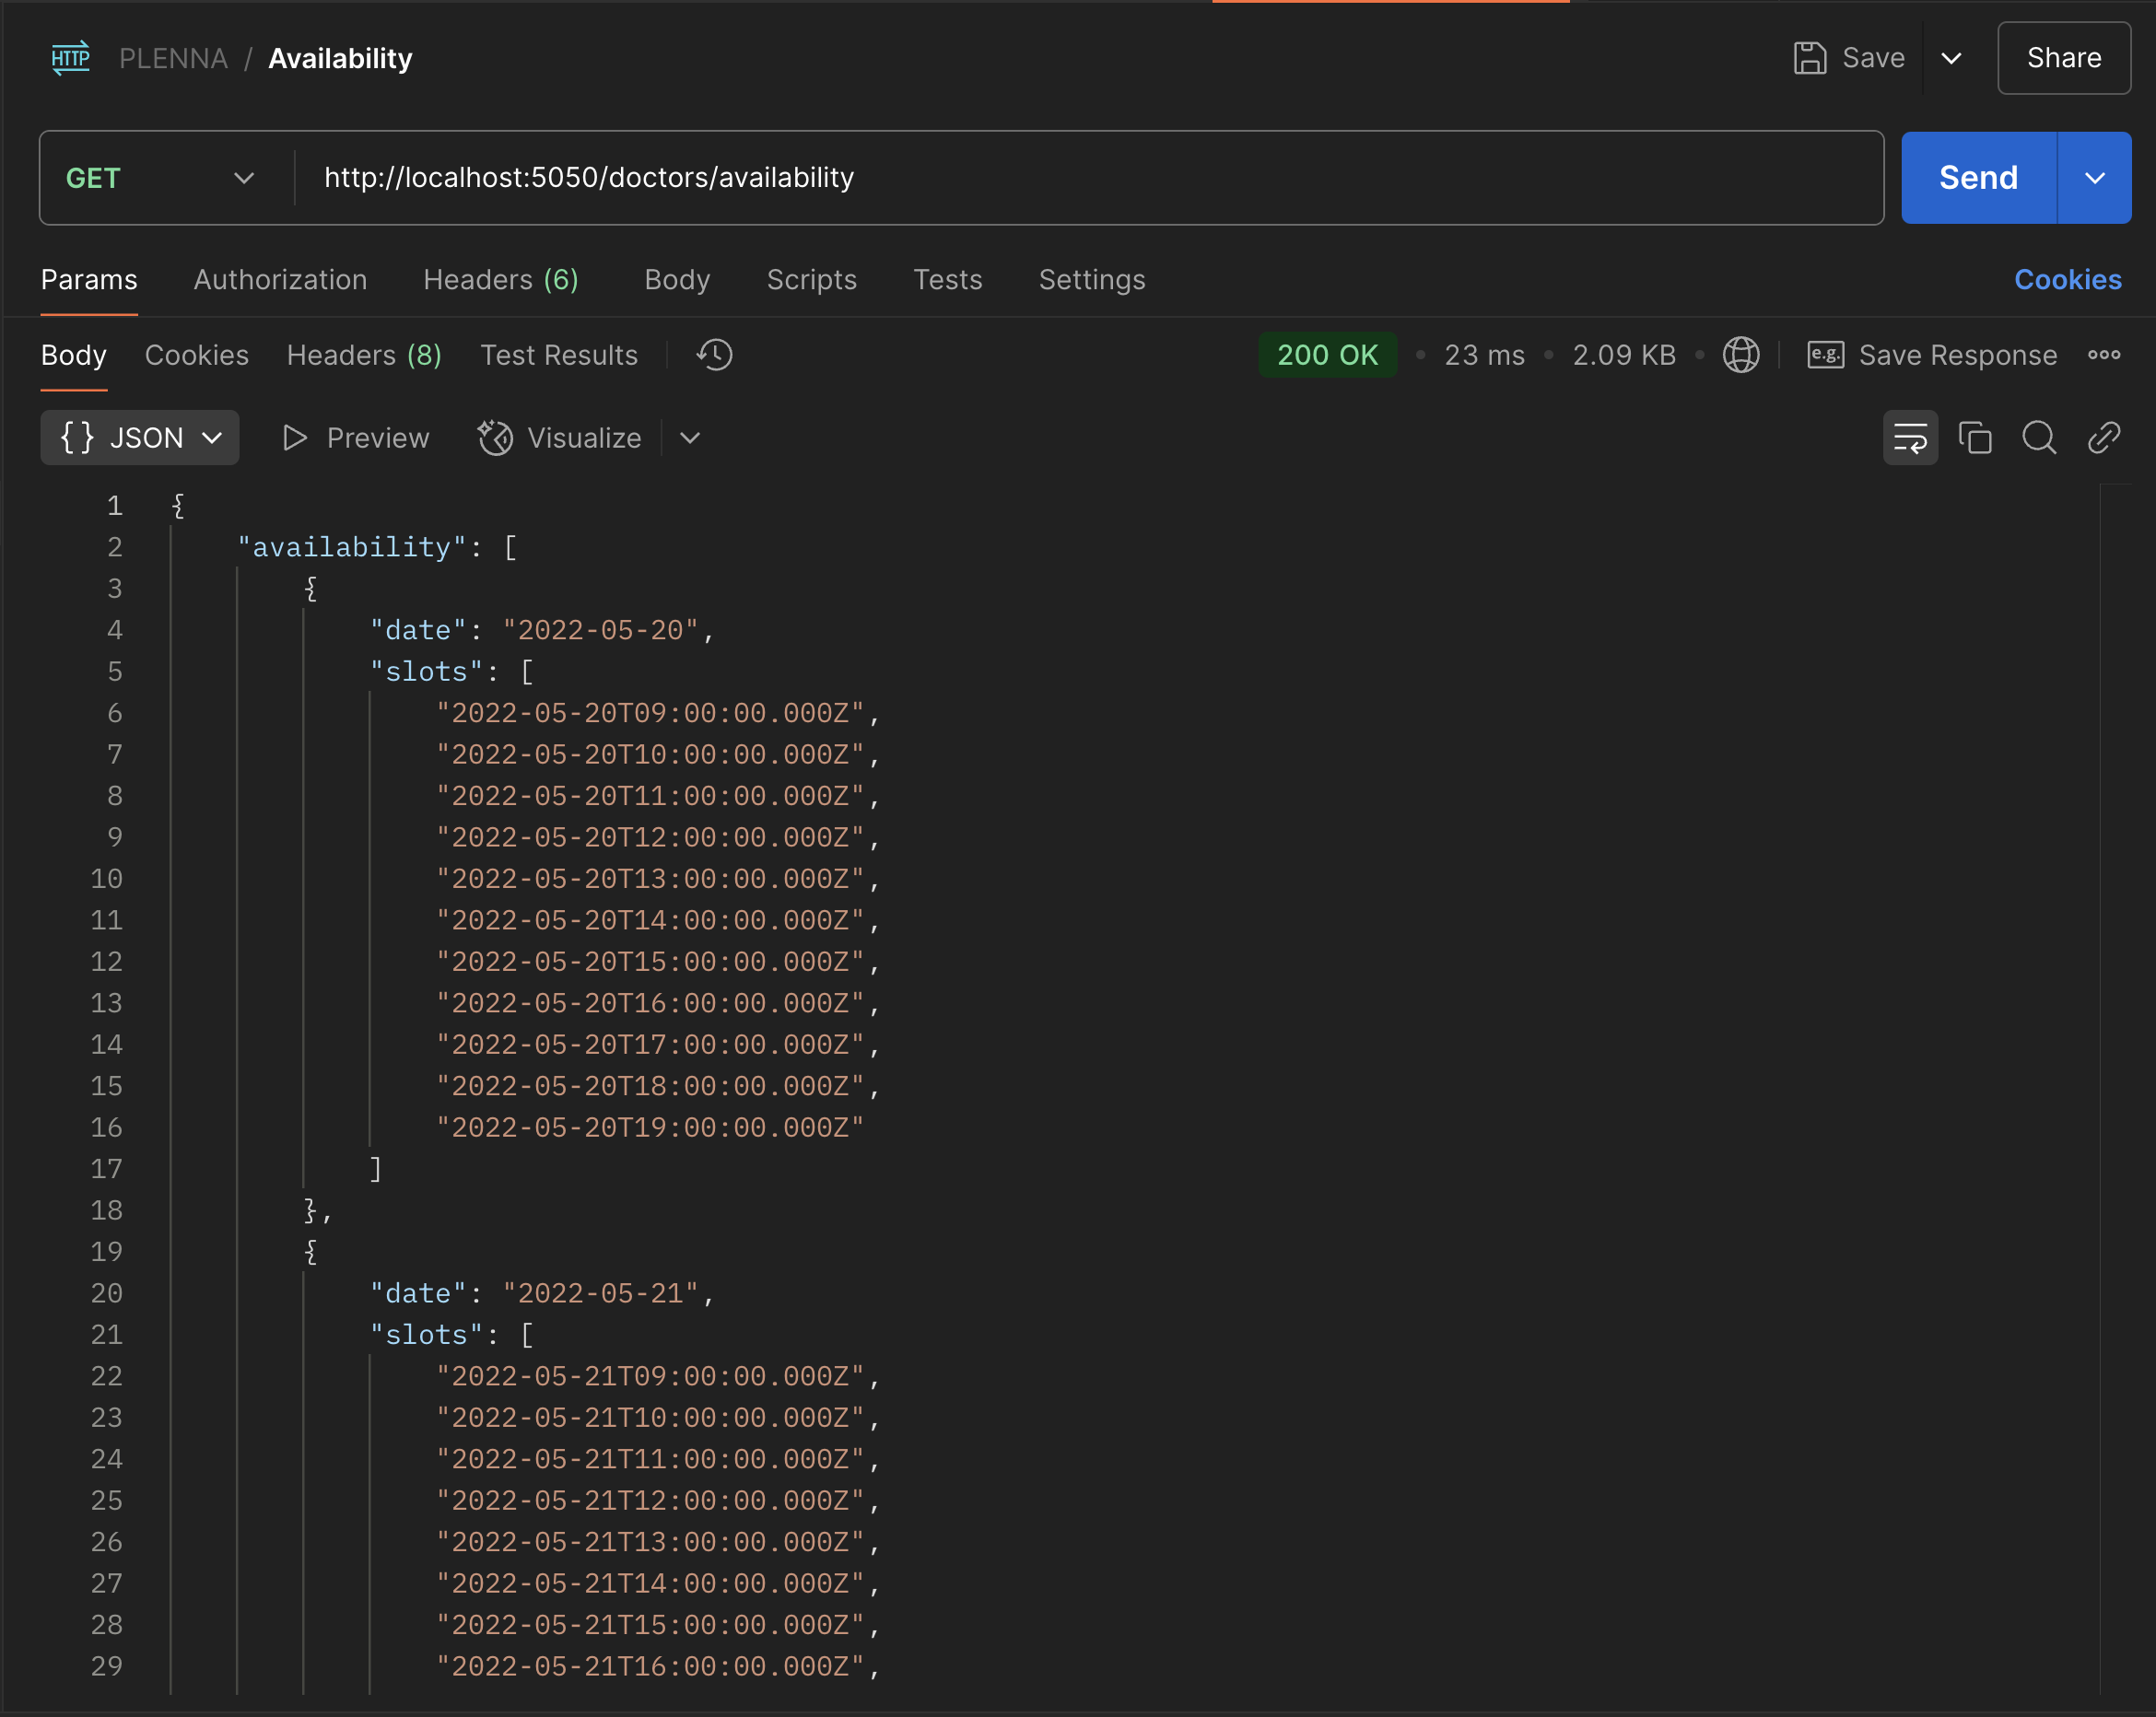 HTTP PLENNA / Availability Save Share
GET http://localhost:5050/doctors/availability Send
Params Authorization Headers (6) Body Scripts Tests Settings Cookies
Body Cookies Headers (8) Test Results 200 OK • 23 ms • 2.09 KB • e.g. Save Response
{} JSON Preview Visualize
1 {
2 "availability": [
3 {
4 "date": "2022-05-20",
5 "slots": [
6 "2022-05-20T09:00:00.000Z",
7 "2022-05-20T10:00:00.000Z",
8 "2022-05-20T11:00:00.000Z",
9 "2022-05-20T12:00:00.000Z",
10 "2022-05-20T13:00:00.000Z",
11 "2022-05-20T14:00:00.000Z",
12 "2022-05-20T15:00:00.000Z",
13 "2022-05-20T16:00:00.000Z",
14 "2022-05-20T17:00:00.000Z",
15 "2022-05-20T18:00:00.000Z",
16 "2022-05-20T19:00:00.000Z"
17 ]
18 },
19 {
20 "date": "2022-05-21",
21 "slots": [
22 "2022-05-21T09:00:00.000Z",
23 "2022-05-21T10:00:00.000Z",
24 "2022-05-21T11:00:00.000Z",
25 "2022-05-21T12:00:00.000Z",
26 "2022-05-21T13:00:00.000Z",
27 "2022-05-21T14:00:00.000Z",
28 "2022-05-21T15:00:00.000Z",
29 "2022-05-21T16:00:00.000Z",